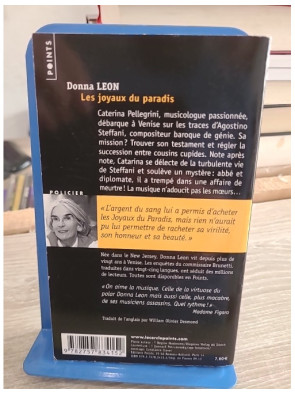 POINTS
Donna LEON
Les joyaux du paradis
Caterina Pellegrini, musicologue passionnée,
débarque à Venise sur les traces d'Agostino
Steffani, compositeur baroque de génie. Sa
mission ? Trouver son testament et régler la
succession entre cousins cupides. Note après
note, Catarina se délecte de la turbulente vie
de Steffani et soulève un mystère : abbé et
diplomate, il a trempé dans une affaire de
meurtre ! La musique n'adoucit pas les mœurs...
POLICIER
« L'argent du sang lui a permis d'acheter
les Joyaux du Paradis, mais rien n'aurait
pu lui permettre de racheter sa virilité,
son honneur et sa beauté. »
Née dans le New Jersey, Donna Leon vit depuis plus de
vingt ans à Venise. Les enquêtes du commissaire Brunetti,
traduites dans vingt-cinq langues, ont séduit des millions
de lecteurs. Toutes sont disponibles en Points.
« On aime la musique. Celle de la virtuose du
polar Donna Leon mais aussi celle, plus macabre,
de ses musiciens assassins. Quel rythme ! »
Madame Figaro
Traduit de l'anglais par William Olivier Desmond
www.lecerclepoints.com